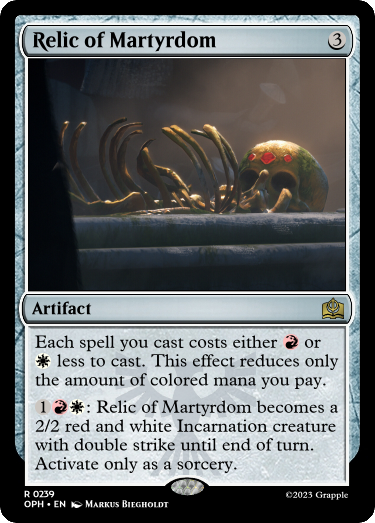 Relic of Martyrdom 3
Artifact
Each spell you cast costs either {R} or
{W} less to cast. This effect reduces only
the amount of colored mana you pay.
{1}{R}{W}: Relic of Martyrdom becomes a
2/2 red and white Incarnation creature
with double strike until end of turn.
Activate only as a sorcery.
R 0239
OPH • EN Markus Biegholdt
©2023 Grapple